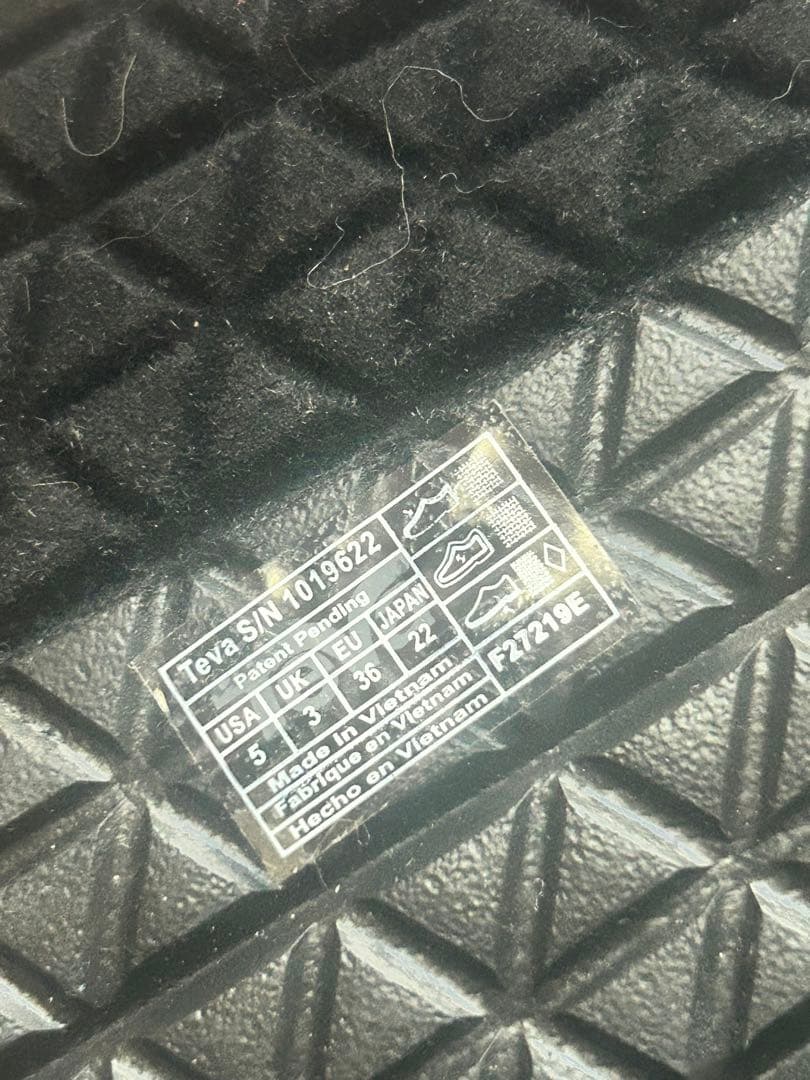 Teva S/N 1019622
Patent Pending
USA UK EU JAPAN
5 3 36 22
Made in Vietnam
Fabrique en Vietnam
Hecho en Vietnam
F27219E